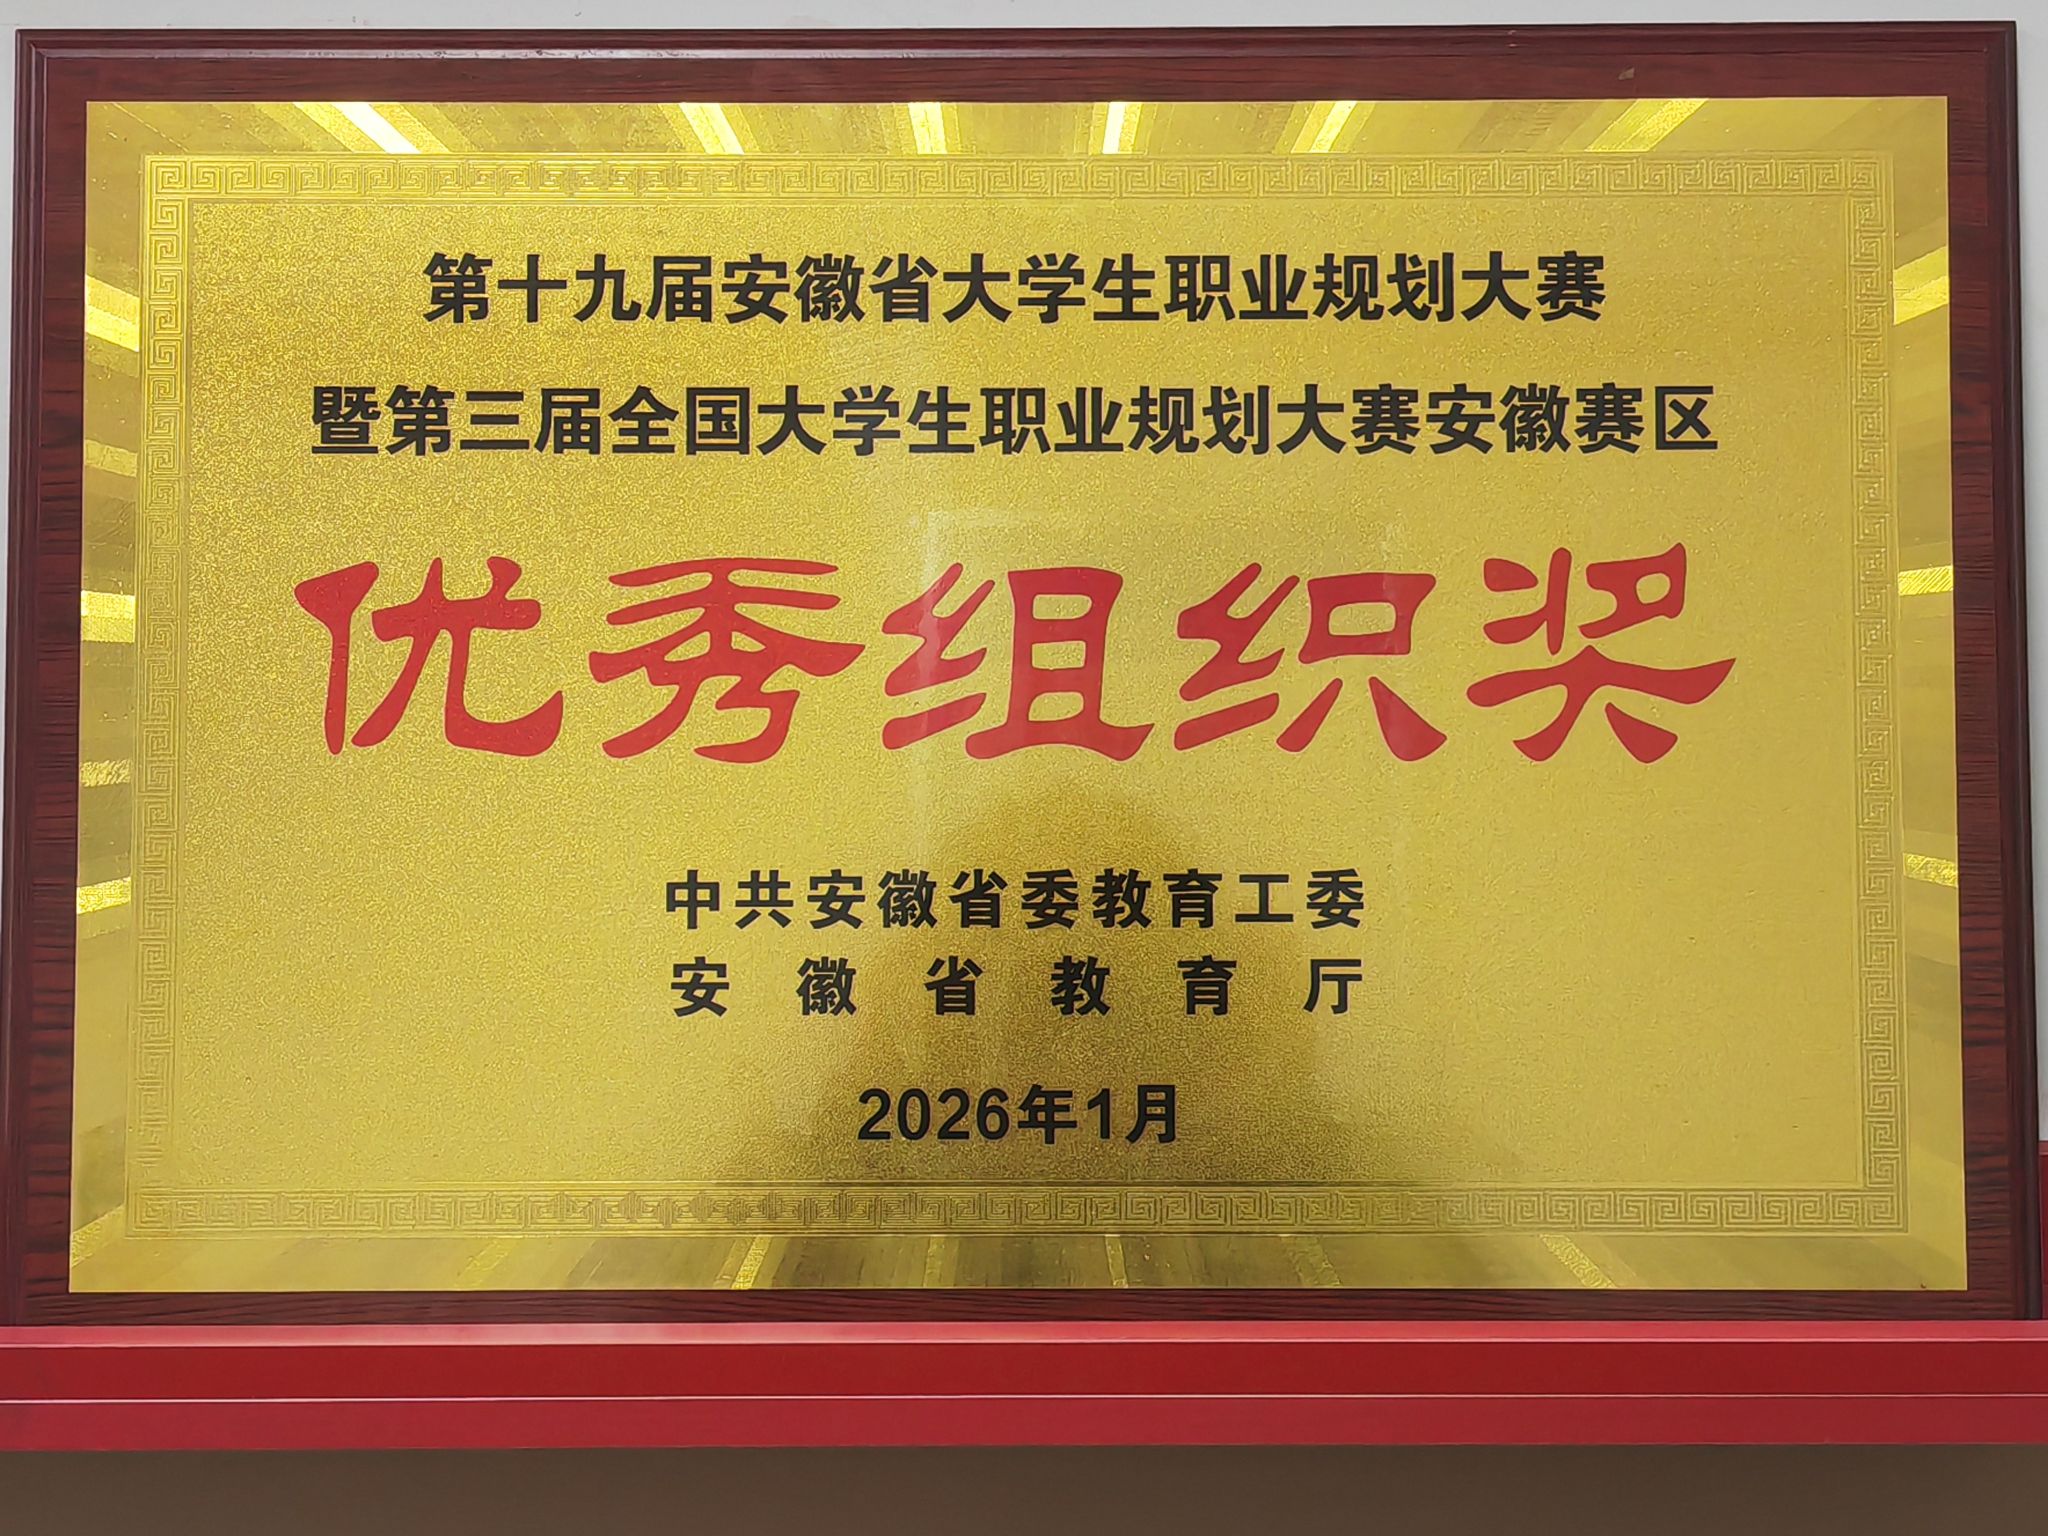 第十九届安徽省大学生职业规划大赛
暨第三届全国大学生职业规划大赛安徽赛区
优秀组织奖
中共安徽省委教育工委
安徽省教育厅
2026年1月